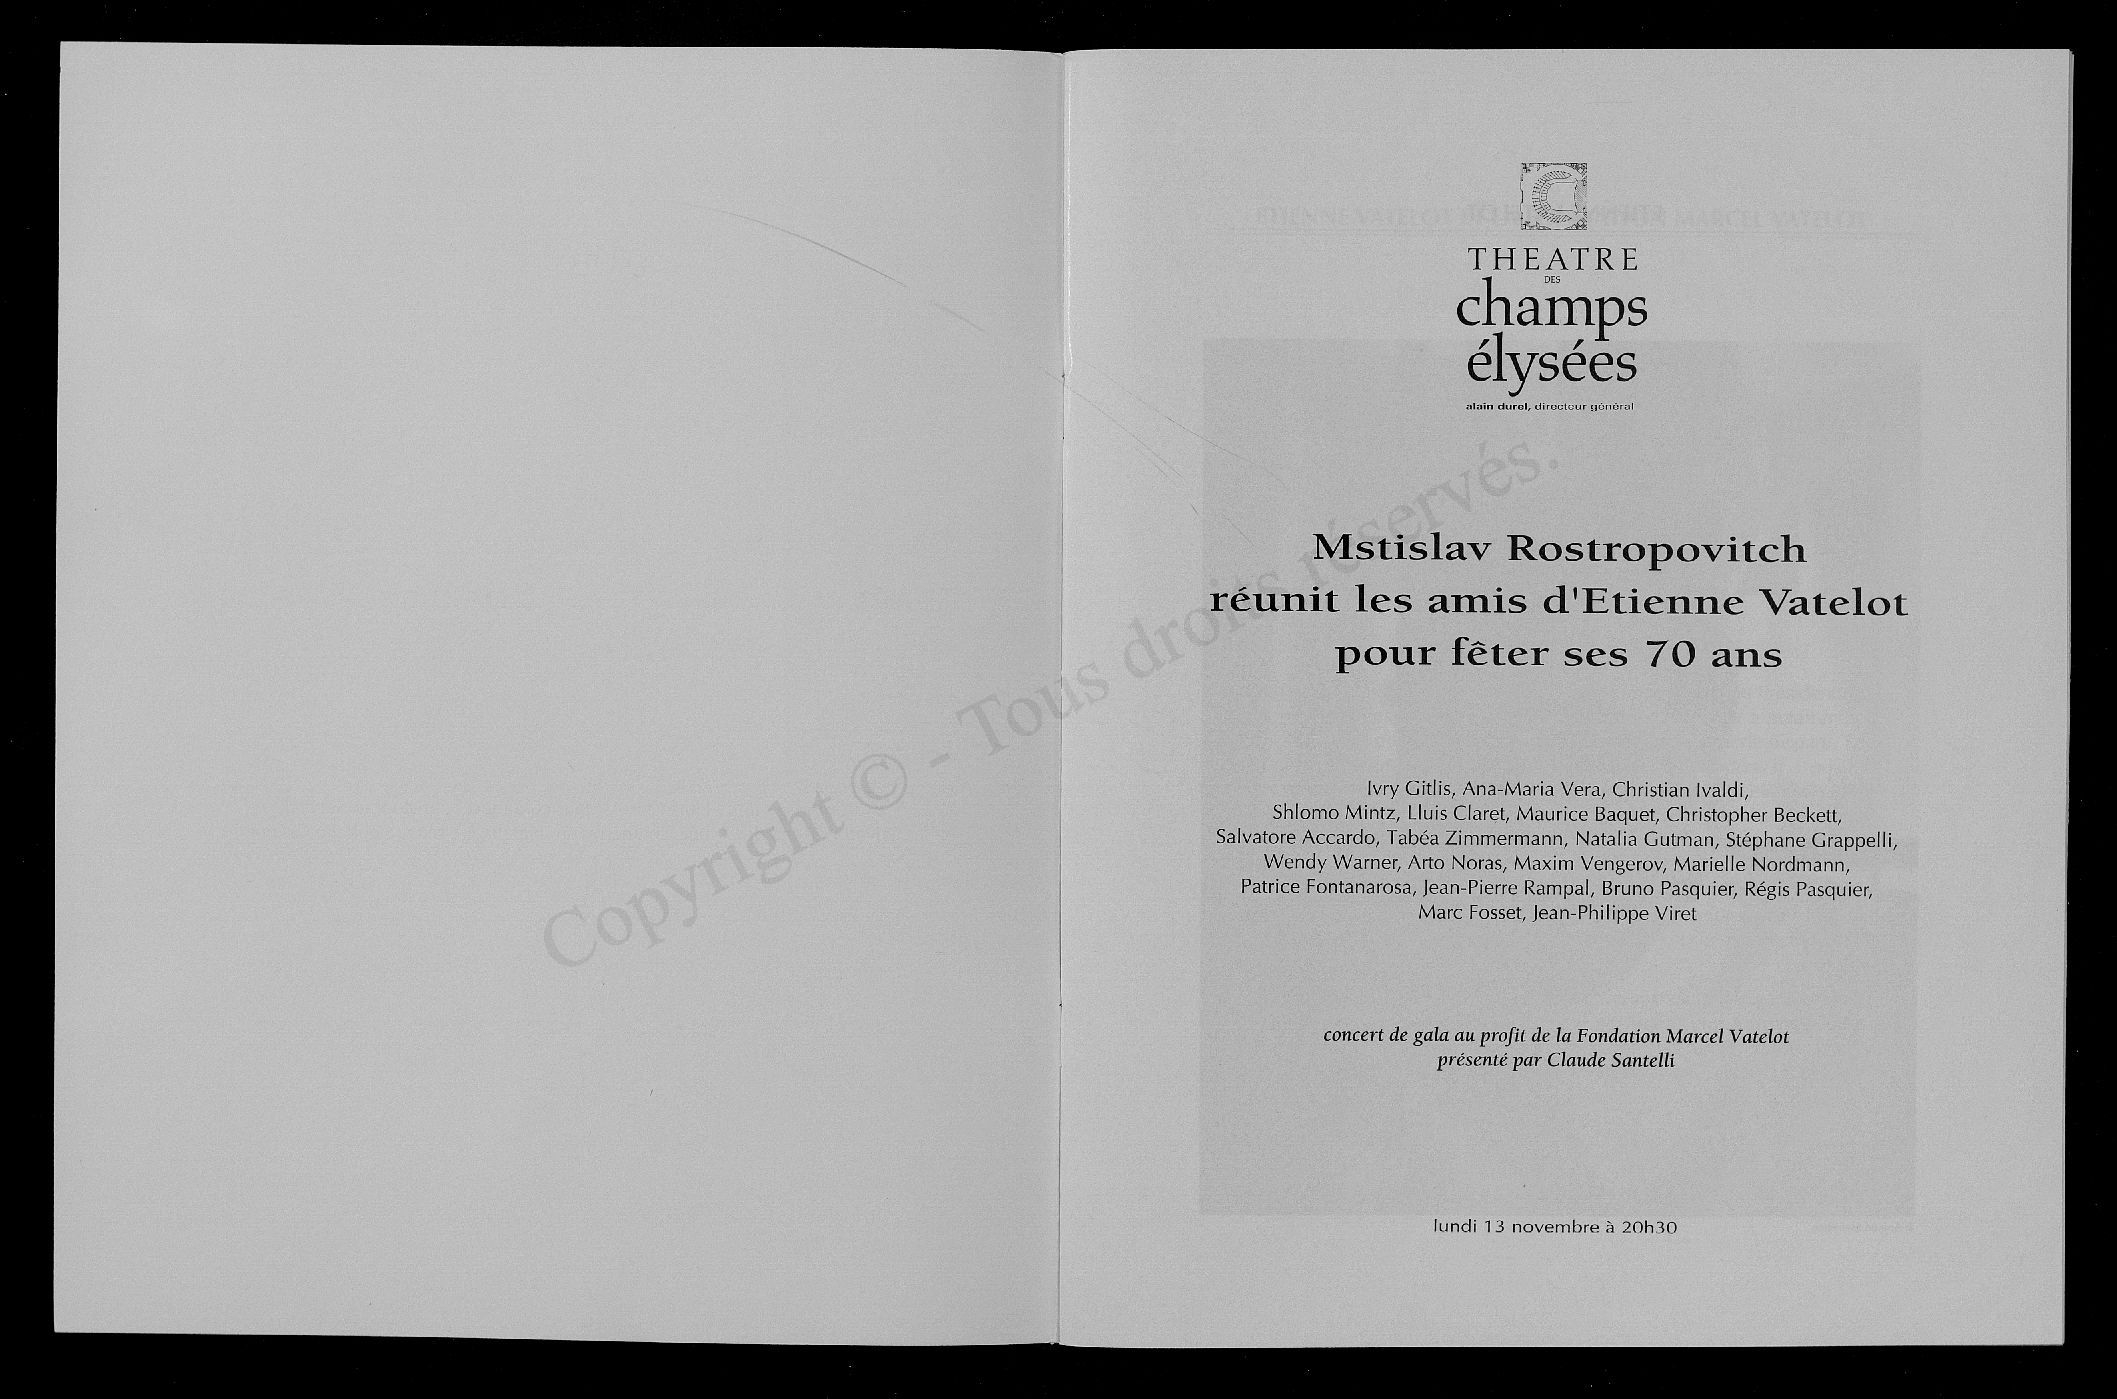 THEATRE
DES
champs
élysées
alain durel, directeur général
Mstislav Rostropovitch
réunit les amis d'Etienne Vatelot
pour fêter ses 70 ans
Ivry Gitlis, Ana-Maria Vera, Christian Ivaldi,
Shlomo Mintz, Lluis Claret, Maurice Baquet, Christopher Beckett,
Salvatore Accardo, Tabéa Zimmermann, Natalia Gutman, Stéphane Grappelli,
Wendy Warner, Arto Noras, Maxim Vengerov, Marielle Nordmann,
Patrice Fontanarosa, Jean-Pierre Rampal, Bruno Pasquier, Régis Pasquier,
Marc Fosset, Jean-Philippe Viret
concert de gala au profit de la Fondation Marcel Vatelot
présenté par Claude Santelli
lundi 13 novembre à 20h30
Copyright © - Tous droits réservés.